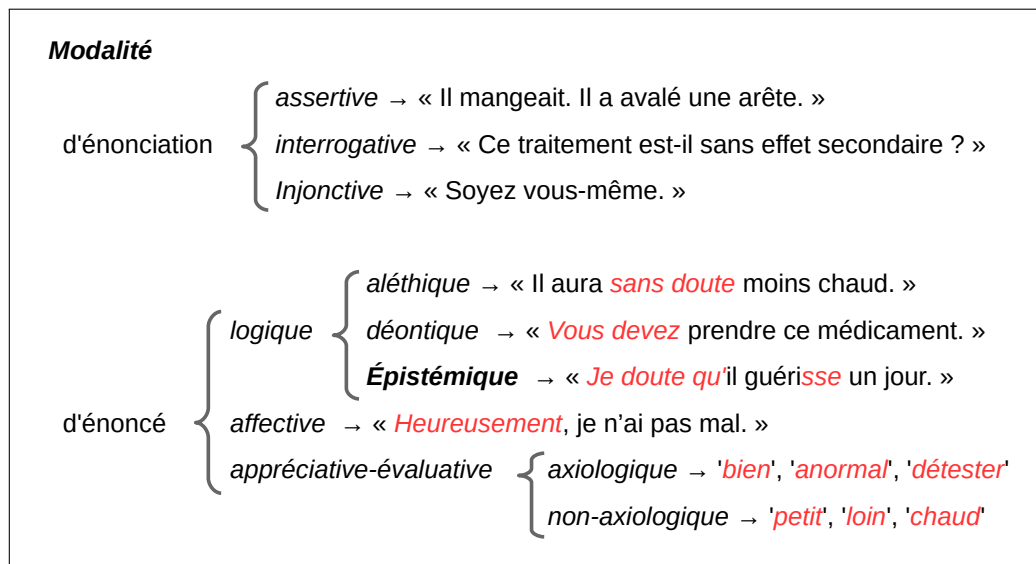 Modalité
assertive → « Il mangeait. Il a avalé une arête. »
d'énonciation
interrogative → « Ce traitement est-il sans effet secondaire ? »
Injonctive → « Soyez vous-même. »
aléthique → « Il aura sans doute moins chaud. »
logique
déontique → « Vous devez prendre ce médicament. »
Épistémique → « Je doute qu'il guérisse un jour. »
d'énoncé
affective → « Heureusement, je n’ai pas mal. »
appréciative-évaluative
axiologique → 'bien', 'anormal', 'détester'
non-axiologique → 'petit', 'loin', 'chaud'